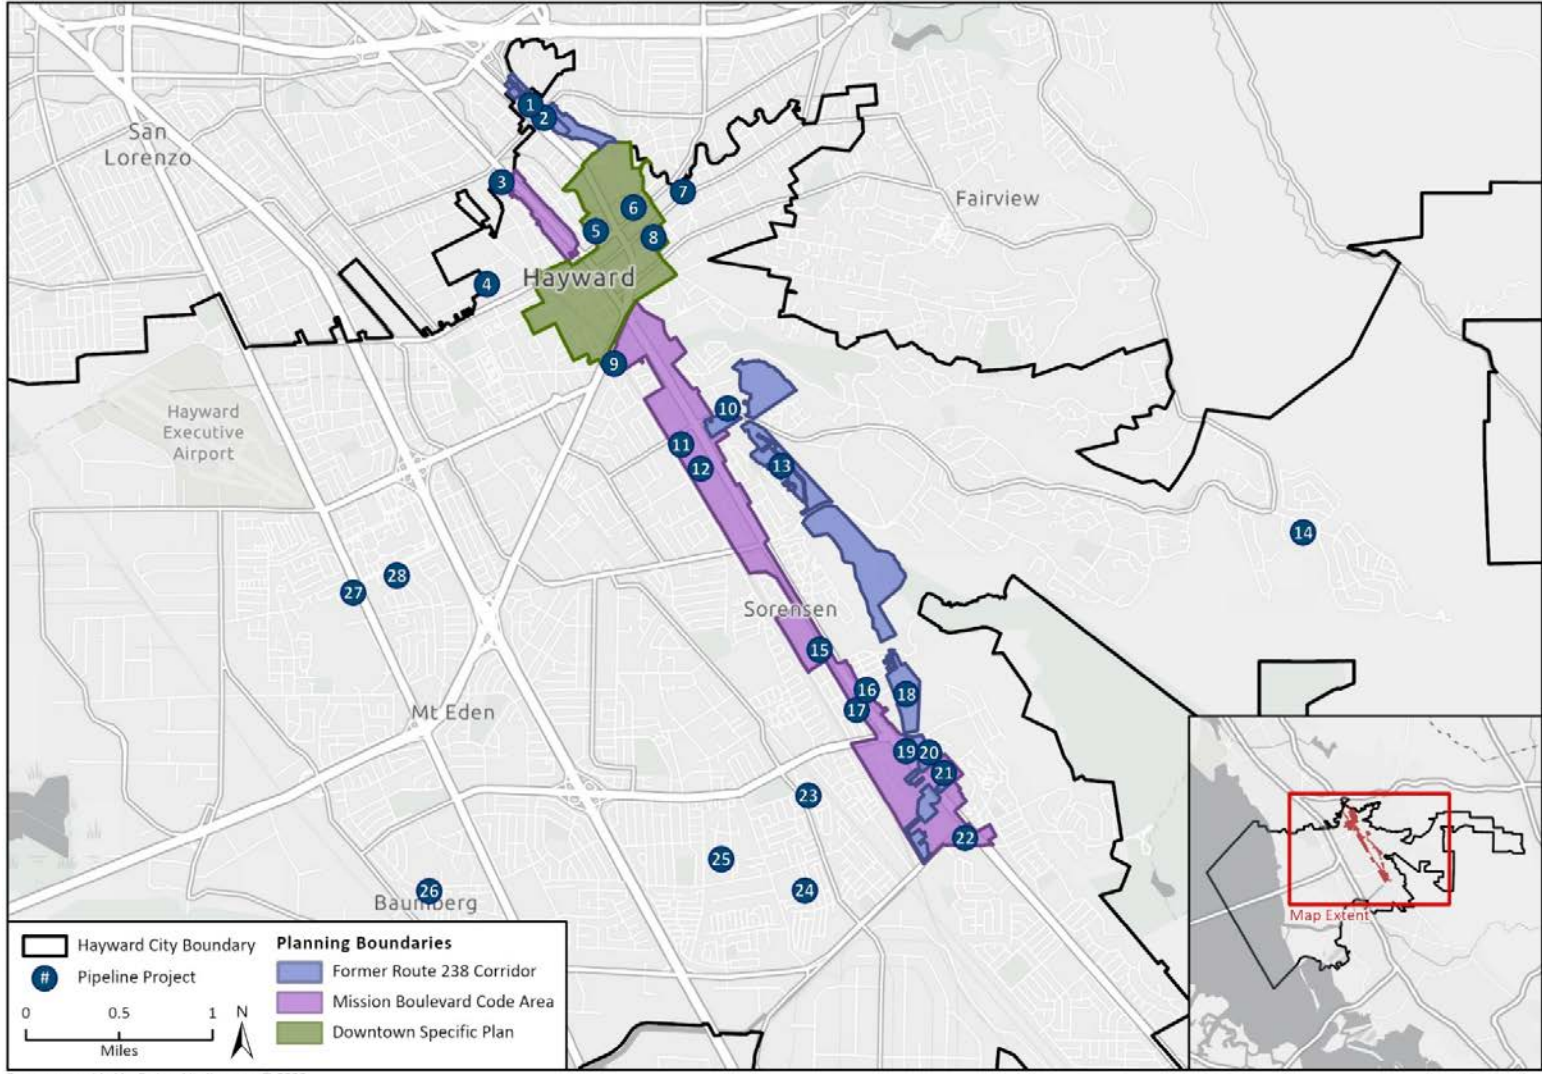 1
2
San
Lorenzo
3
7
Fairview
6
5
8
Hayward
4
9
Hayward
Executive
Airport
10
11
12
13
14
28
27
Sorensen
15
16
18
17
Mt Eden
19
20
21
23
22
25
24
26
Baumberg
Map Extent
Hayward City Boundary
# Pipeline Project
0 0.5 1
Miles
N
Planning Boundaries
Former Route 238 Corridor
Mission Boulevard Code Area
Downtown Specific Plan